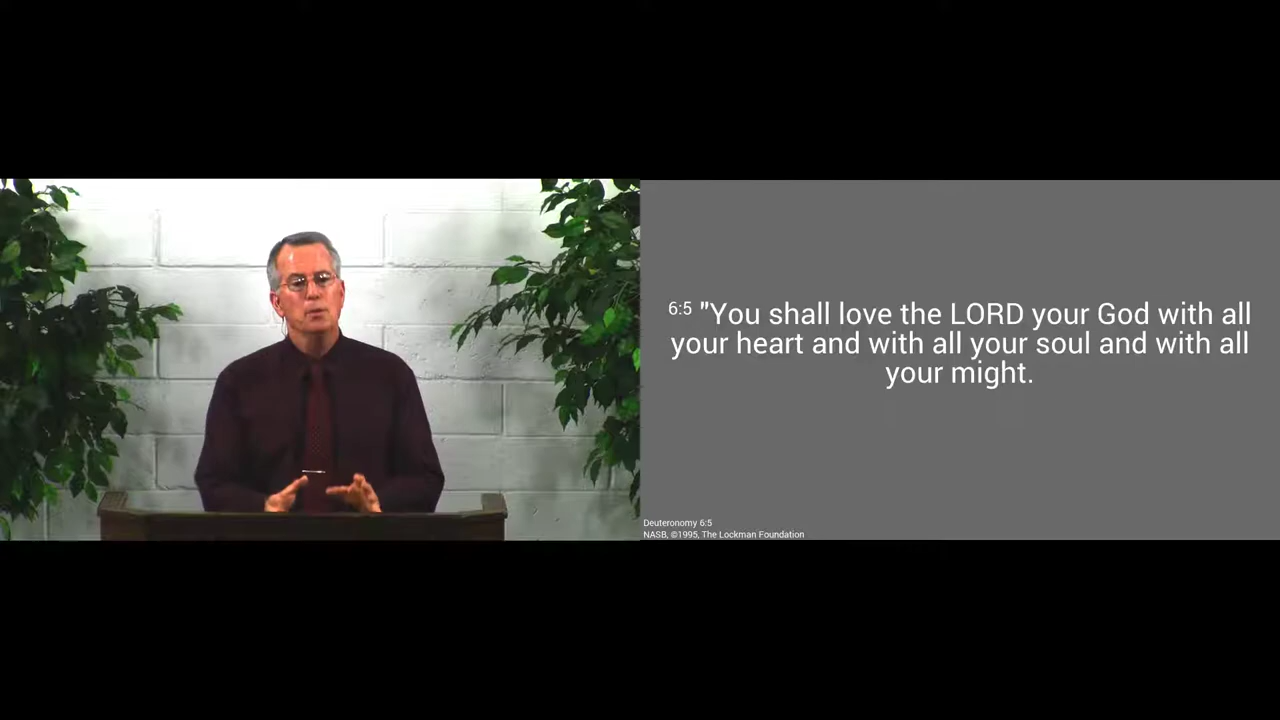 6:5 "You shall love the LORD your God with all
your heart and with all your soul and with all
your might.
Deuteronomy 6:5
NASB, ©1995, The Lockman Foundation